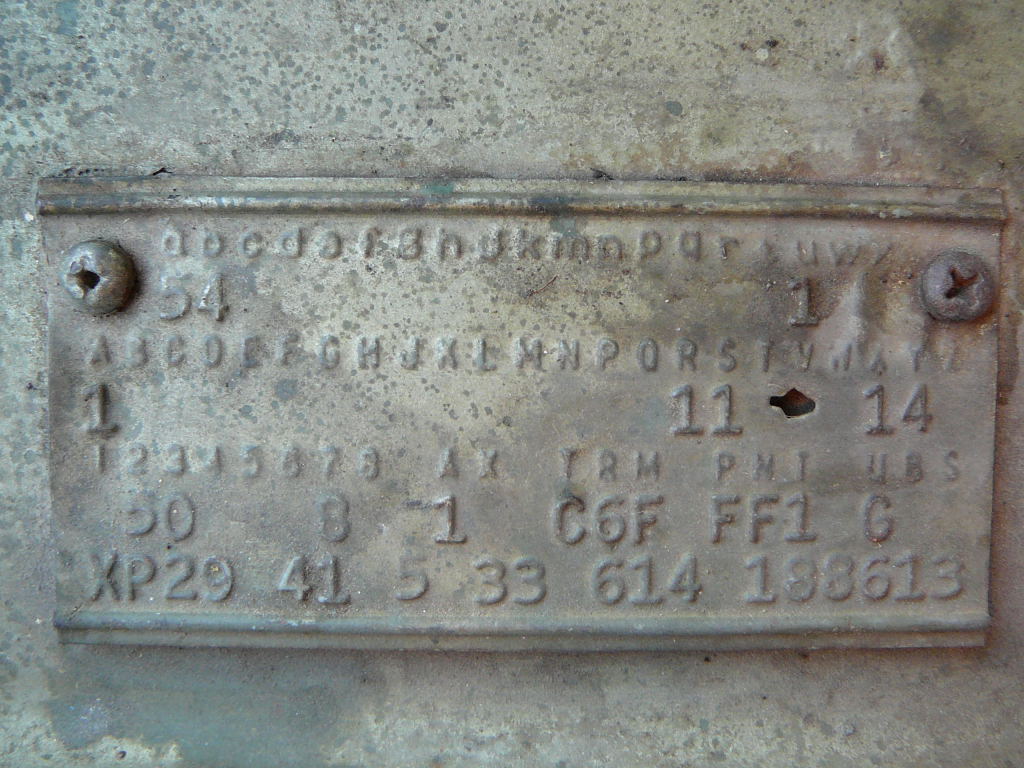 abcdefghjkmnpqrtuwy
54 1
ABCDEFGHJKLMNPQRSTVWXYZ
1 11 14
12345678 AX TRM PNT UBS
50 8 1 C6F FF1 G
XP29 41 5 33 614 188613